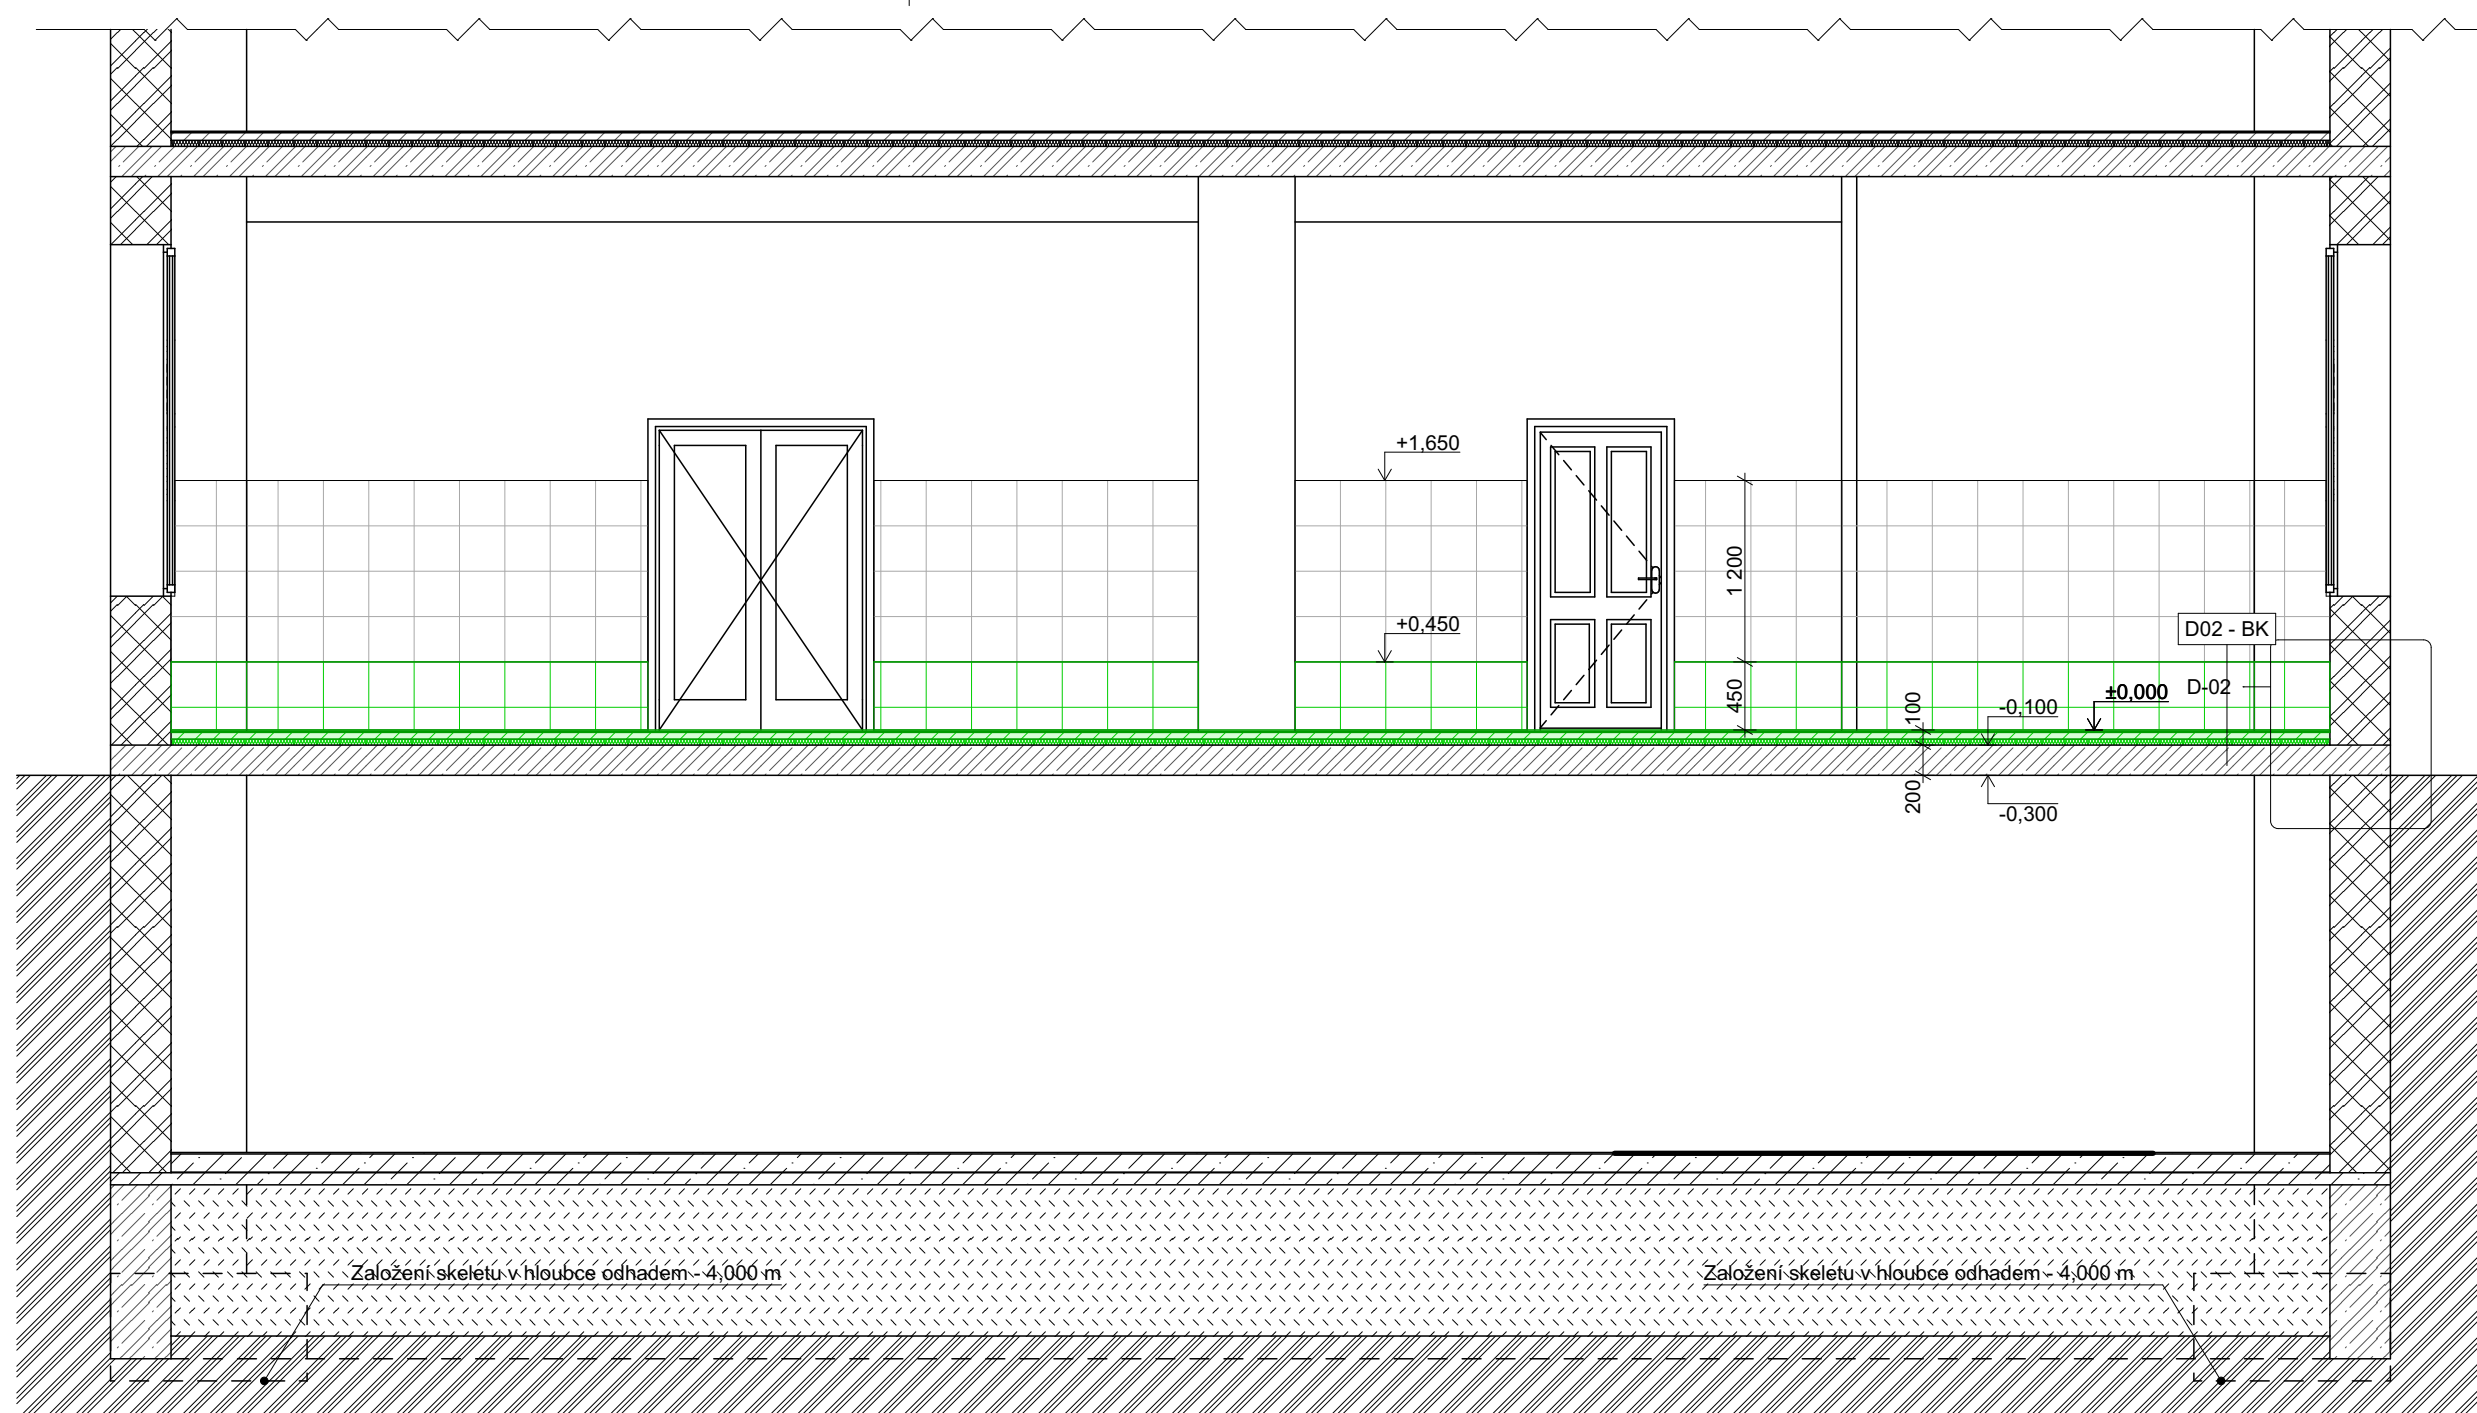 +1,650
1 200
+0,450
D02 - BK
D-02
±0,000
450
100
-0,100
200
-0,300
Založení skeletu v hloubce odhadem - 4,000 m
Založení skeletu v hloubce odhadem - 4,000 m